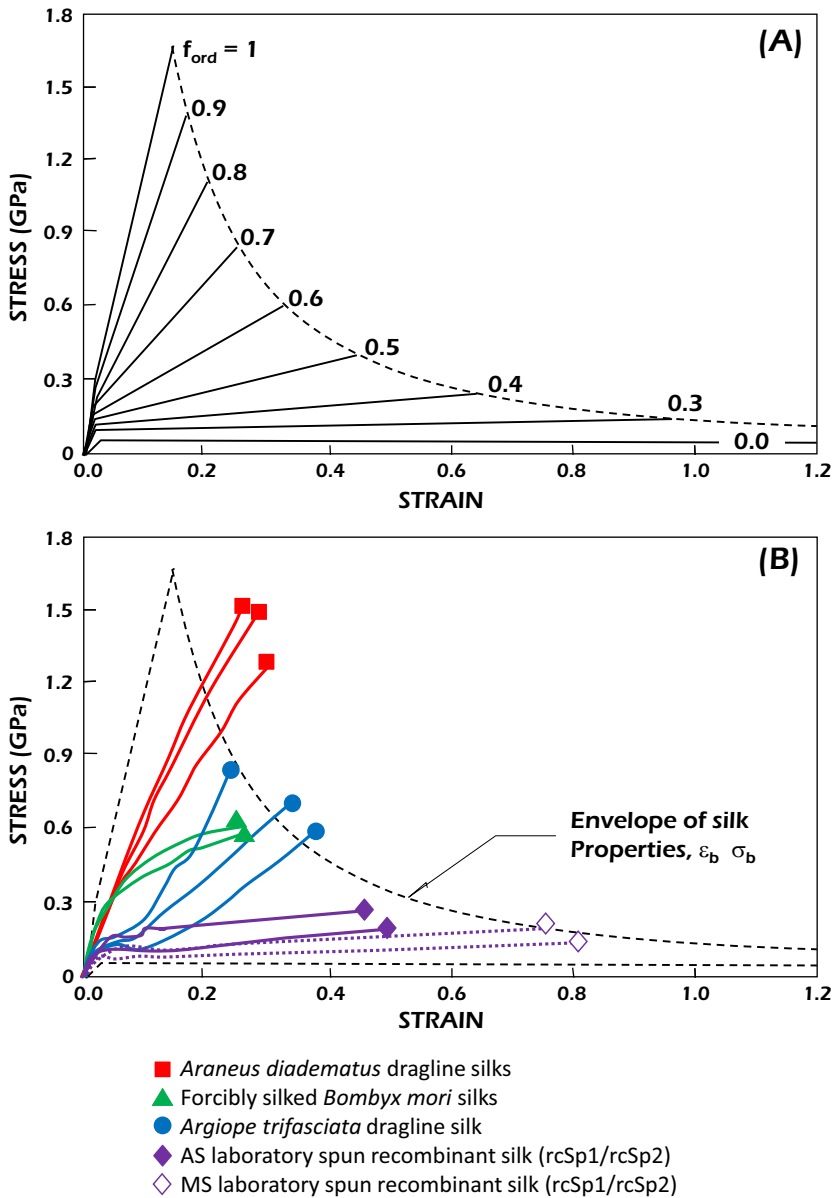 (A)
1.8
1.5
1.2
0.9
0.6
0.3
0
STRESS (GPa)
f_ord = 1
0.9
0.8
0.7
0.6
0.5
0.4
0.3
0.0
0.0 0.2 0.4 0.6 0.8 1.0 1.2
STRAIN
(B)
1.8
1.5
1.2
0.9
0.6
0.3
0
STRESS (GPa)
Envelope of silk
Properties, ε_b σ_b
0.0 0.2 0.4 0.6 0.8 1.0 1.2
STRAIN
Araneus diadematus dragline silks
Forcibly silked Bombyx mori silks
Argiope trifasciata dragline silk
AS laboratory spun recombinant silk (rcSp1/rcSp2)
MS laboratory spun recombinant silk (rcSp1/rcSp2)